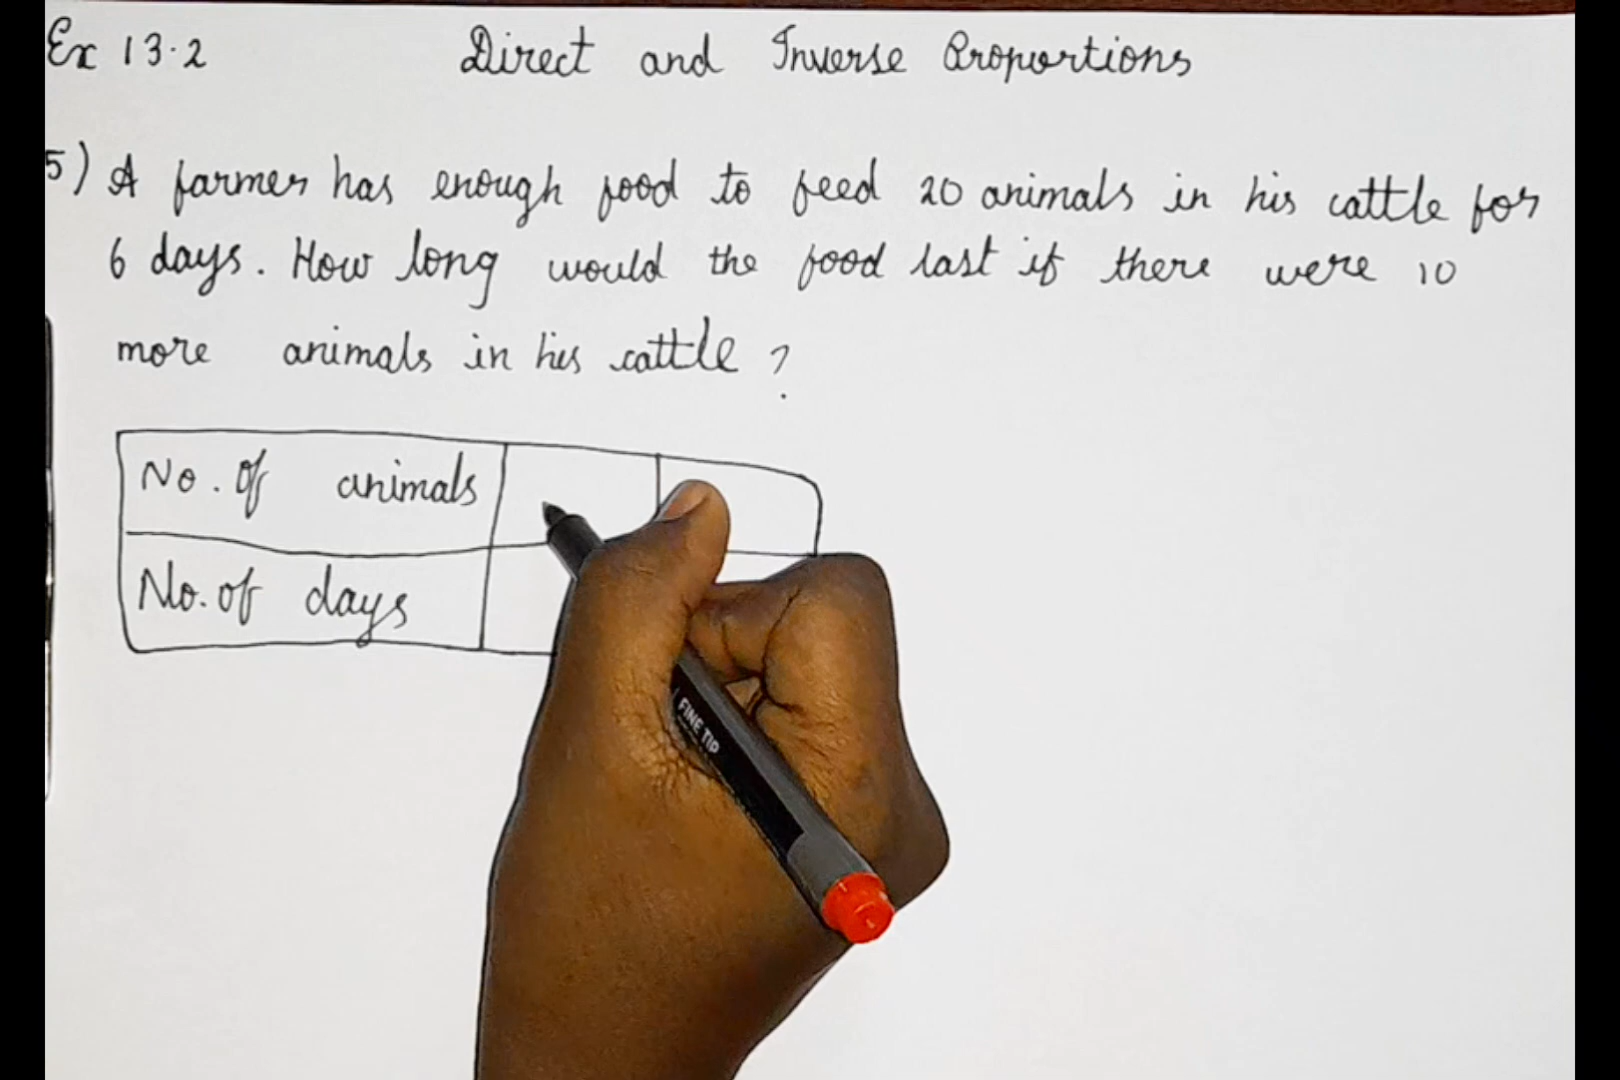 Ex 13.2 Direct and Inverse Proportions
5) A farmer has enough food to feed 20 animals in his cattle for
6 days. How long would the food last if there were 10
more animals in his cattle ?
No. of animals
No. of days
FINE TIP